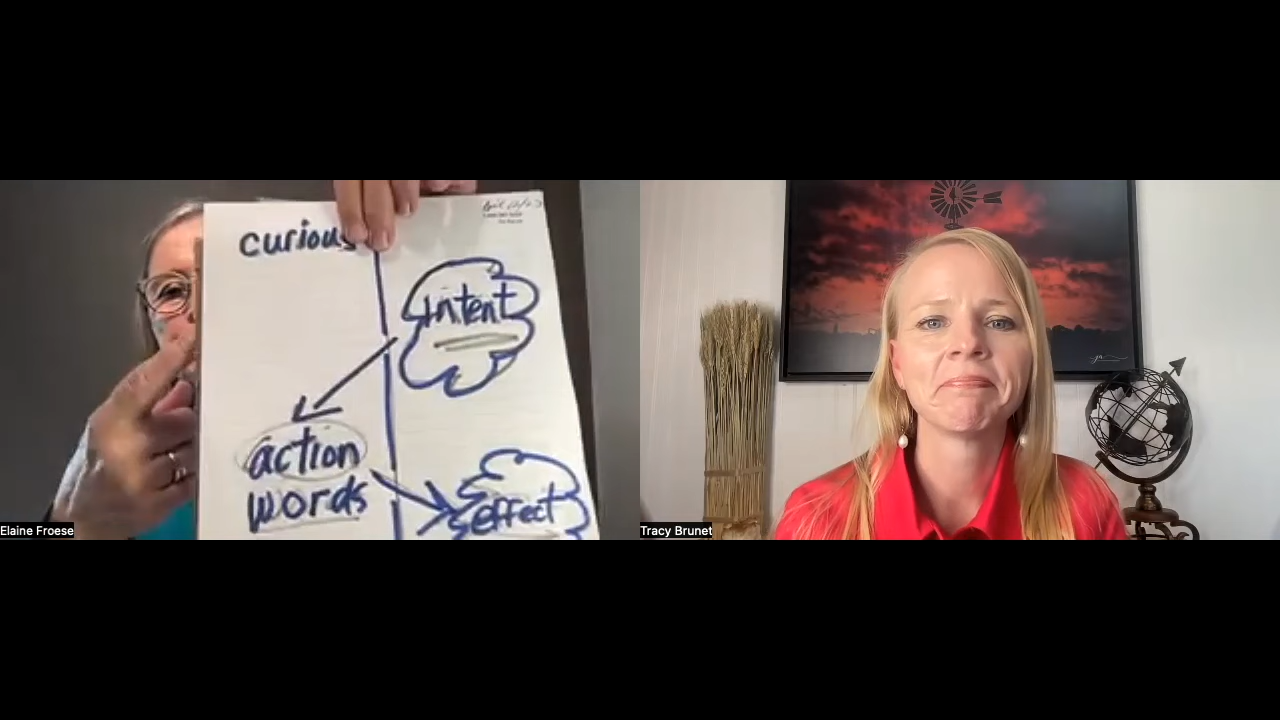 curious
intent
action
words
effect
Elaine Froese
Tracy Brunet